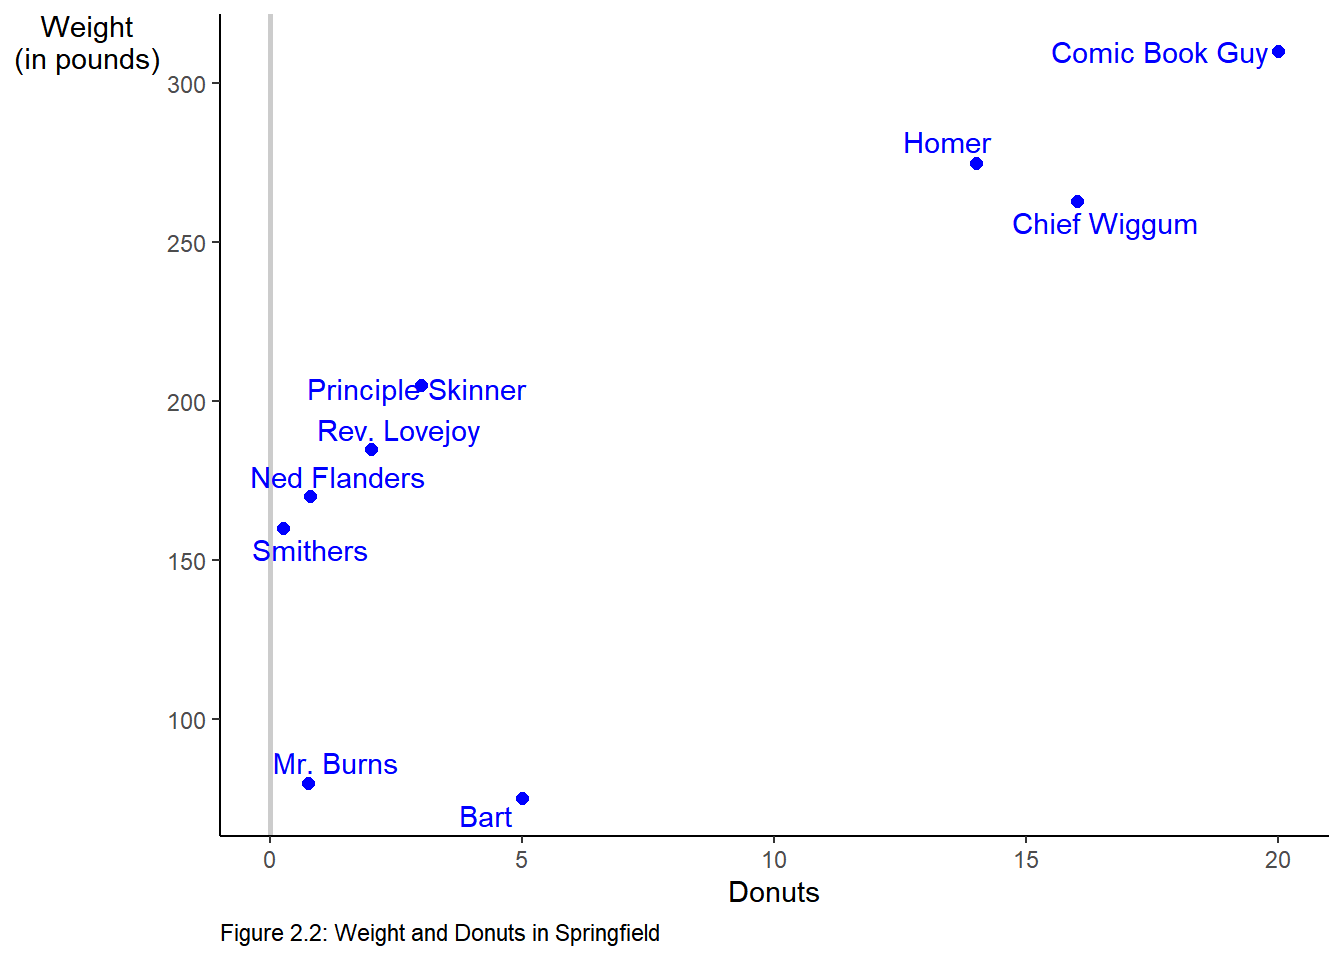 Weight
(in pounds)
300
250
200
150
100
Comic Book Guy
Homer
Chief Wiggum
Principle Skinner
Rev. Lovejoy
Ned Flanders
Smithers
Mr. Burns
Bart
0 5 10 15 20
Donuts
Figure 2.2: Weight and Donuts in Springfield